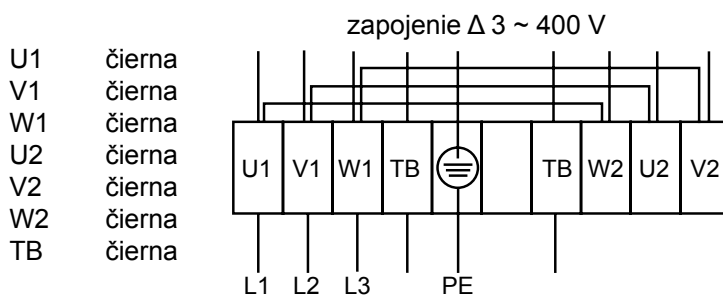 zapojenie Δ 3 ~ 400 V
U1 čierna
V1 čierna
W1 čierna
U2 čierna
V2 čierna
W2 čierna
TB čierna
U1 V1 W1 TB TB W2 U2 V2
L1 L2 L3 PE